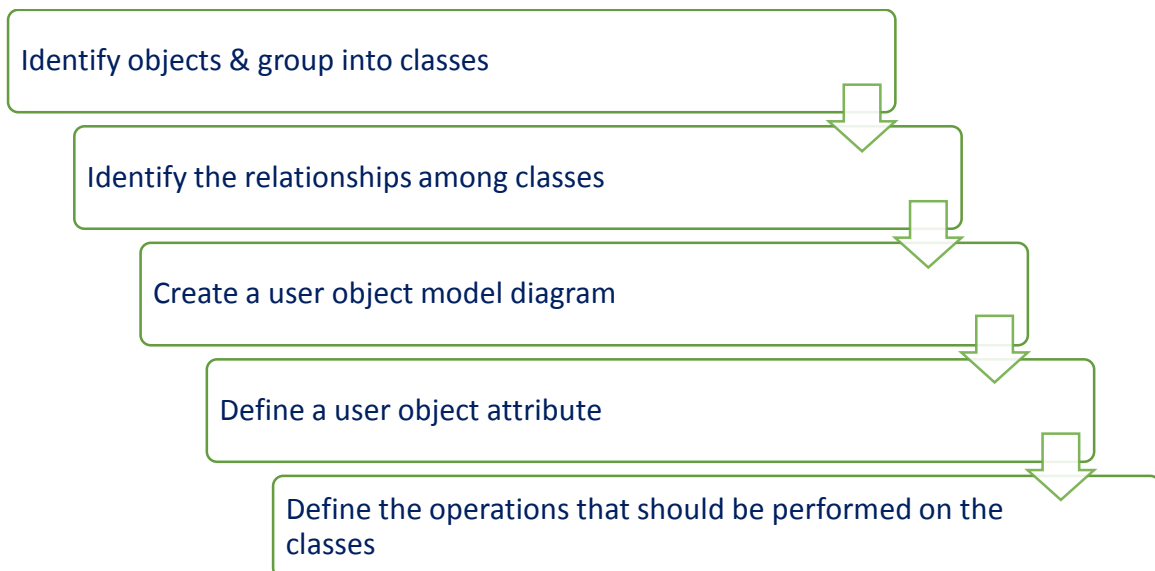 Identify objects & group into classes
Identify the relationships among classes
Create a user object model diagram
Define a user object attribute
Define the operations that should be performed on the
classes